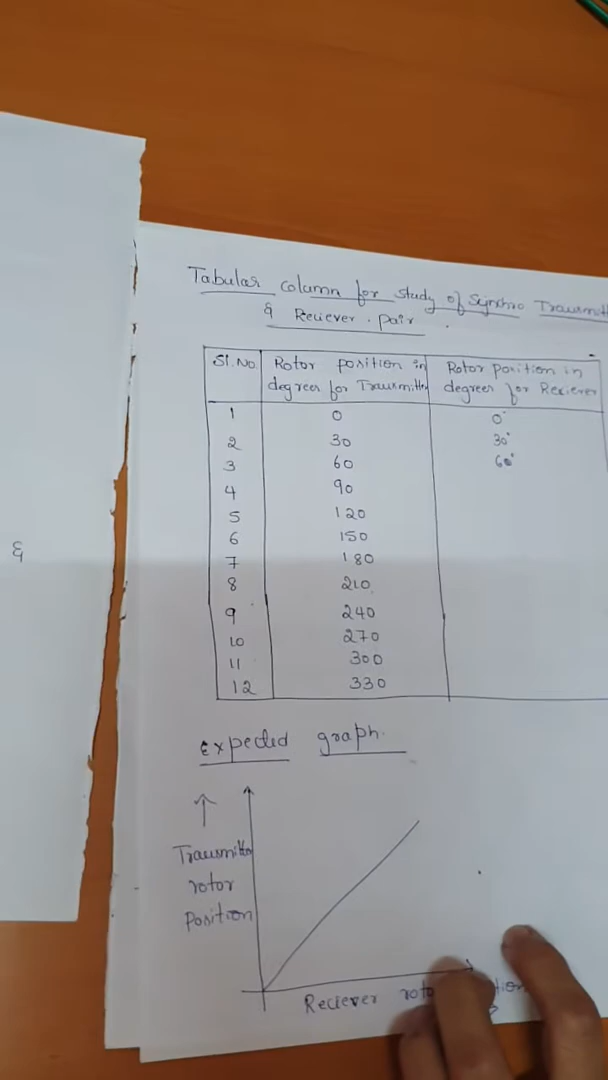 Tabular column for study of Synchro Transmitt
& Reciever pair
Sl.No Rotor position in degrees for Transmitter Rotor position in degrees for Reciever
1 0 0°
2 30 30°
3 60 60°
4 90
5 120
6 150
7 180
8 210
9 240
10 270
11 300
12 330
Expected graph.
↑
Transmitter
rotor
Position
Reciever roto
&